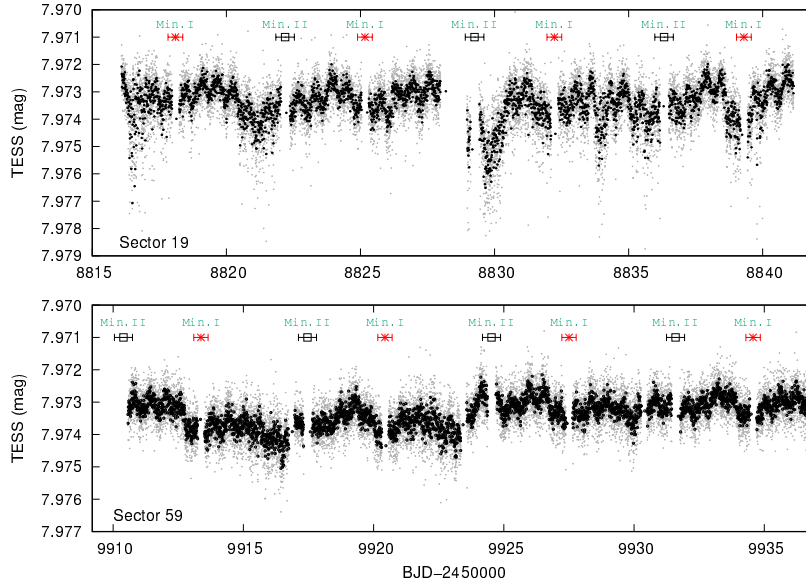 7.970
Min.I Min.II Min.I Min.II Min.I Min.II Min.I
7.971
7.972
7.973
7.974
7.975
7.976
7.977
7.978
7.979
TESS (mag)
Sector 19
8815 8820 8825 8830 8835 8840
7.970
Min.II Min.I Min.II Min.I Min.II Min.I Min.II Min.I
7.971
7.972
7.973
7.974
7.975
7.976
7.977
TESS (mag)
Sector 59
9910 9915 9920 9925 9930 9935
BJD−2450000